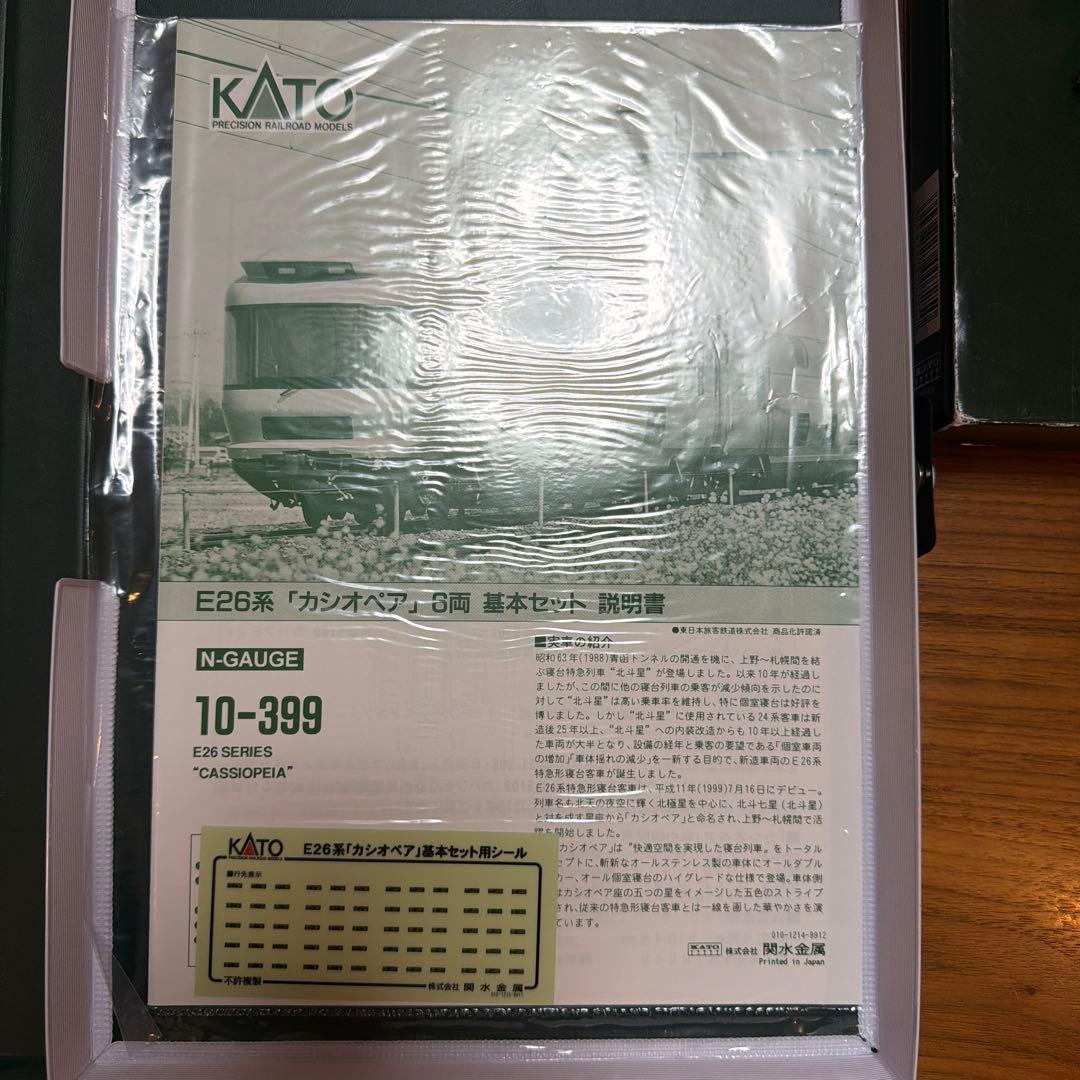 KATO
PRECISION RAILROAD MODELS
E26系「カシオペア」6両 基本セット 説明書
●東日本旅客鉄道株式会社 商品化許諾済
N-GAUGE
10-399
E26 SERIES
"CASSIOPEIA"
■実車の紹介
昭和63年(1988)青函トンネルの開通を機に、上野〜札幌間を結
ぶ寝台特急列車“北斗星”が登場しました。以来10年が経過し
ましたが、この間に他の寝台列車の乗客が減少傾向を示したのに
対して“北斗星”は高い乗車率を維持し、特に個室寝台は好評を
博しました。しかし“北斗星”に使用されている24系客車は新
造後25年以上、“北斗星”への内装改造からも10年以上経過し
た車両が大半となり、設備の経年と乗客の要望である「個室車両
の増加」「車体揺れの減少」を一新する目的で、新造車両のE26系
特急形寝台客車が誕生しました。
E26系特急形寝台客車は、平成11年(1999)7月16日にデビュー。
列車名も北天の夜空に輝く北極星を中心に、北斗七星(北斗星)
と対を成す星座から「カシオペア」と命名され、上野〜札幌間で活
躍を開始しました。
カシオペア」は“快適空間を実現した寝台列車”をトータル
セプトに、斬新なオールステンレス製の車体にオールダブル
カー、オール個室寝台のハイグレードな仕様で登場。車体側
はカシオペア座の五つの星をイメージした五色のストライプ
され、従来の特急形寝台客車とは一線を画した華やかさを演
ています。
010-1214-9912
KATO 株式会社 関水金属
Printed in Japan
KATO
PRECISION RAILROAD MODELS
E26系「カシオペア」基本セット用シール
■行先表示
不許複製
株式会社 関水金属
KATO